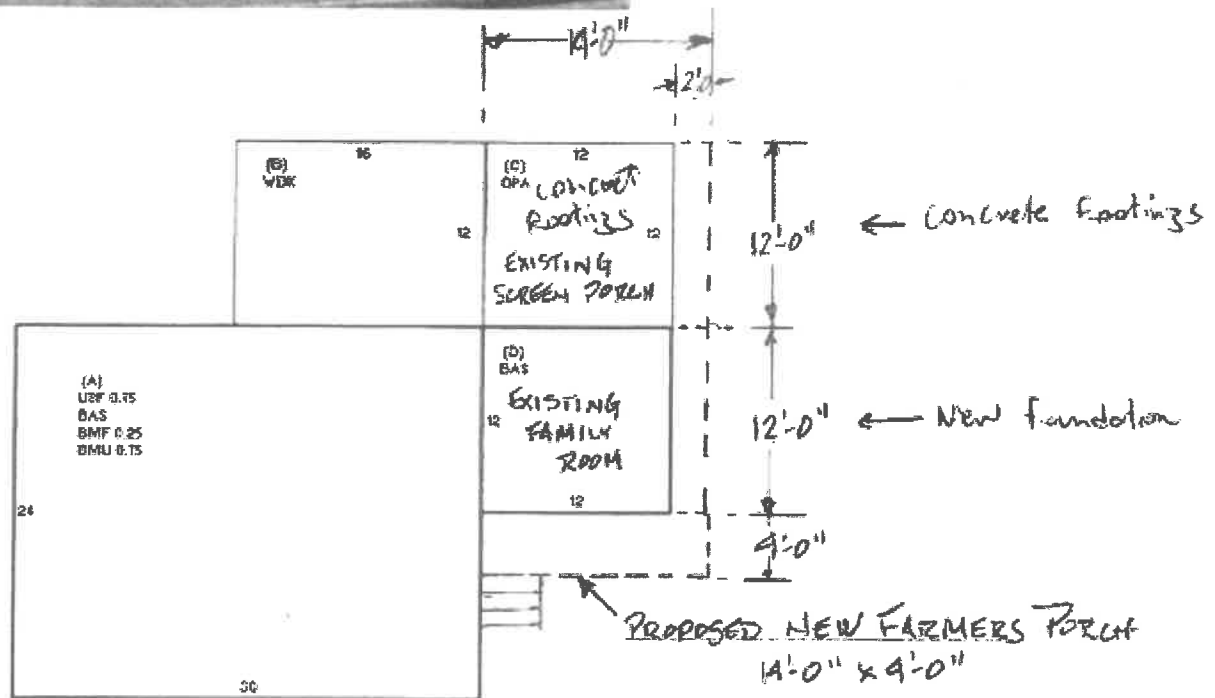 14'-0"
2'0
16
(B)
WDK
12
12
(C)
OPA
CONCRET
Footings
12
EXISTING
SCREEN PORCH
12'-0"
← Concrete Footings
(A)
UBF 0.75
BAS
BMF 0.25
BMU 0.75
(D)
BAS
12
EXISTING
FAMILY
ROOM
12
12'-0"
← New foundation
24
4'-0"
PROPOSED NEW FARMERS PORCH
14'-0" x 4'-0"
30